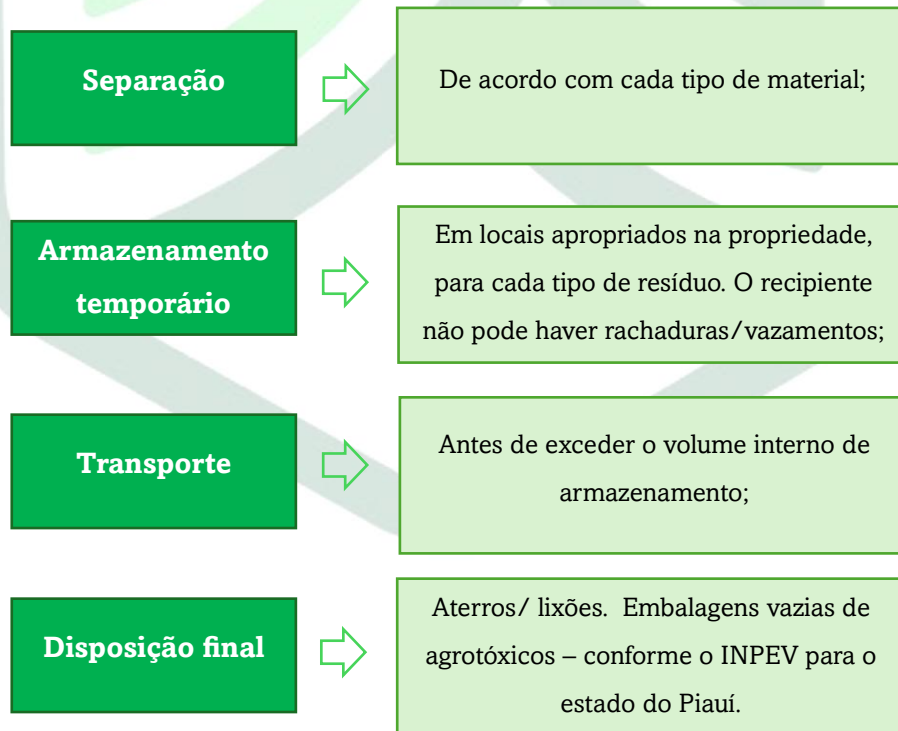 Separação
De acordo com cada tipo de material;
Armazenamento
temporário
Em locais apropriados na propriedade,
para cada tipo de resíduo. O recipiente
não pode haver rachaduras/vazamentos;
Transporte
Antes de exceder o volume interno de
armazenamento;
Disposição final
Aterros/ lixões. Embalagens vazias de
agrotóxicos – conforme o INPEV para o
estado do Piauí.